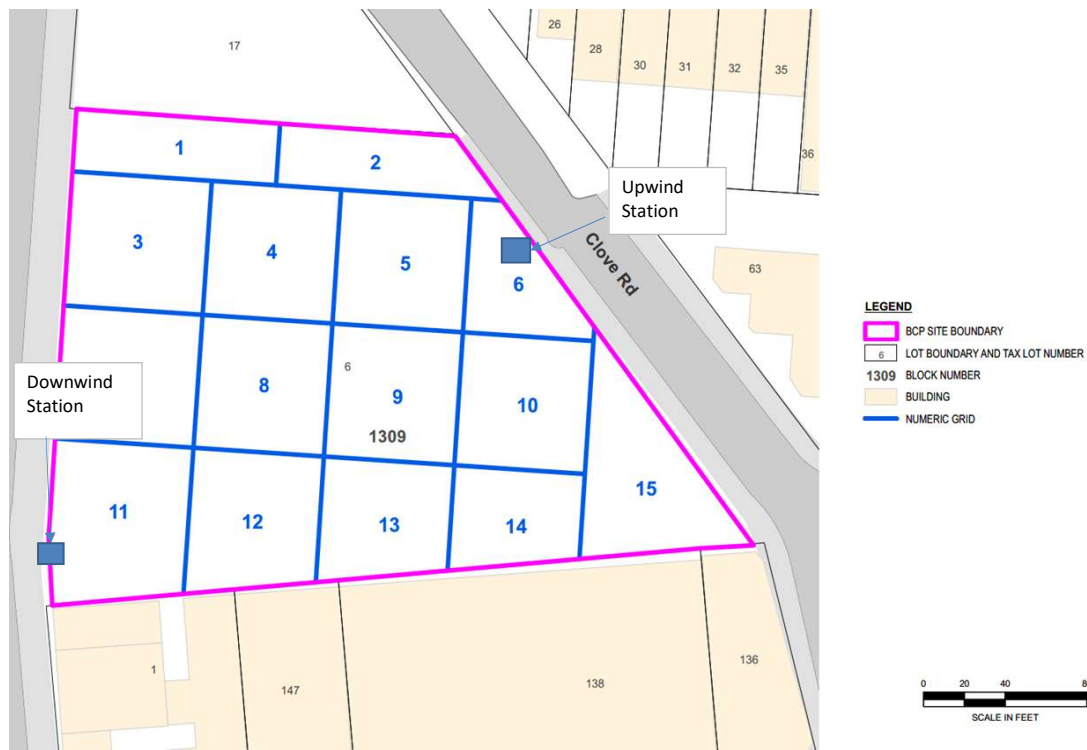 17
26
28
30
31
32
35
36
1
2
Upwind
Station
3
4
5
6
Clove Rd
63
LEGEND
BCP SITE BOUNDARY
6 LOT BOUNDARY AND TAX LOT NUMBER
1309 BLOCK NUMBER
BUILDING
NUMERIC GRID
Downwind
Station
8
6
9
10
1309
11
12
13
14
15
1
147
138
136
0 20 40 8
SCALE IN FEET